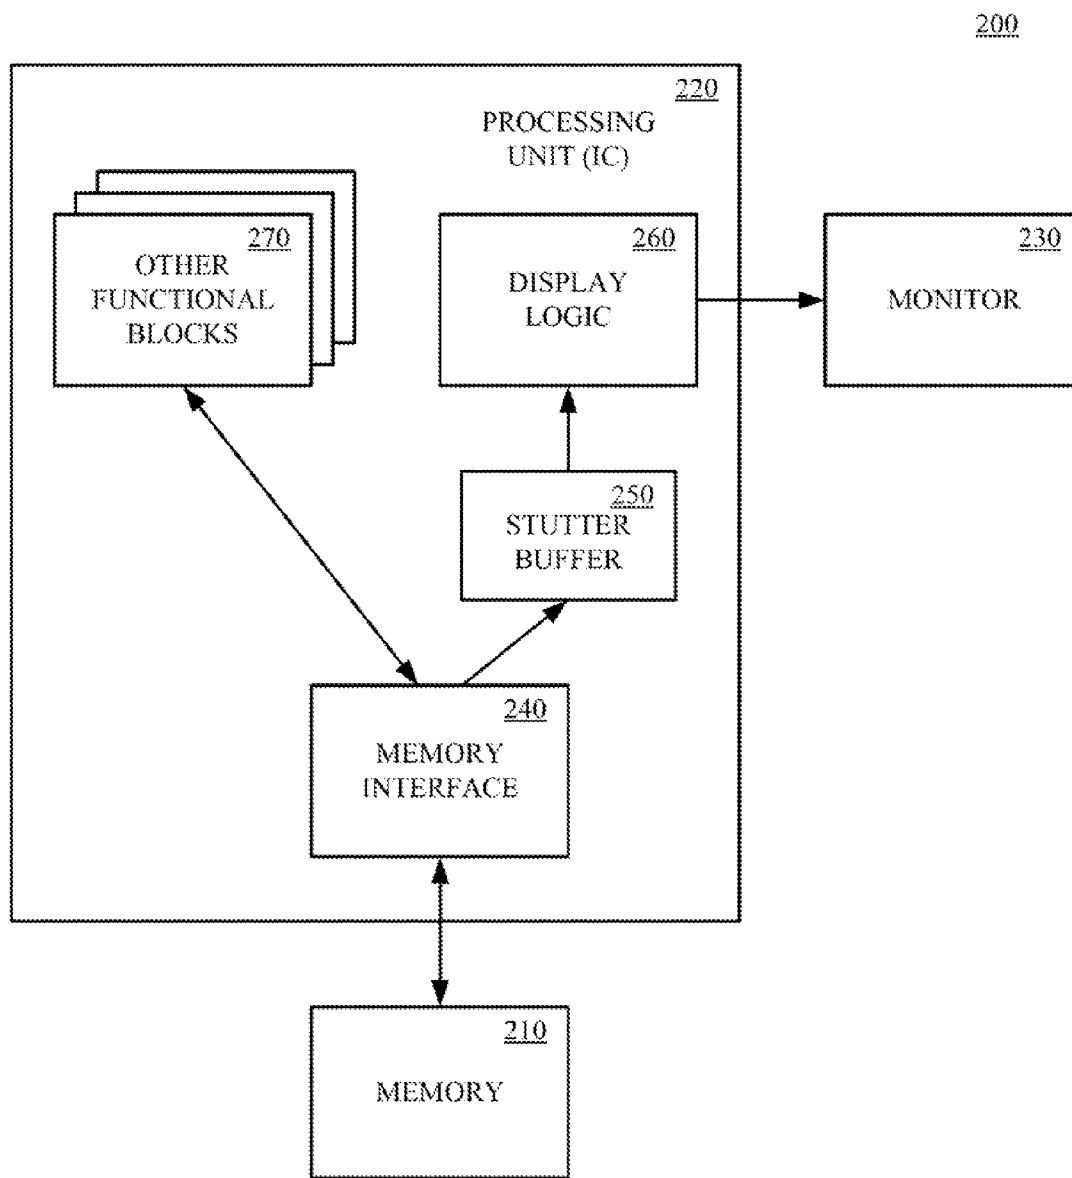 200
220
PROCESSING
UNIT (IC)
270
OTHER
FUNCTIONAL
BLOCKS
260
DISPLAY
LOGIC
230
MONITOR
250
STUTTER
BUFFER
240
MEMORY
INTERFACE
210
MEMORY